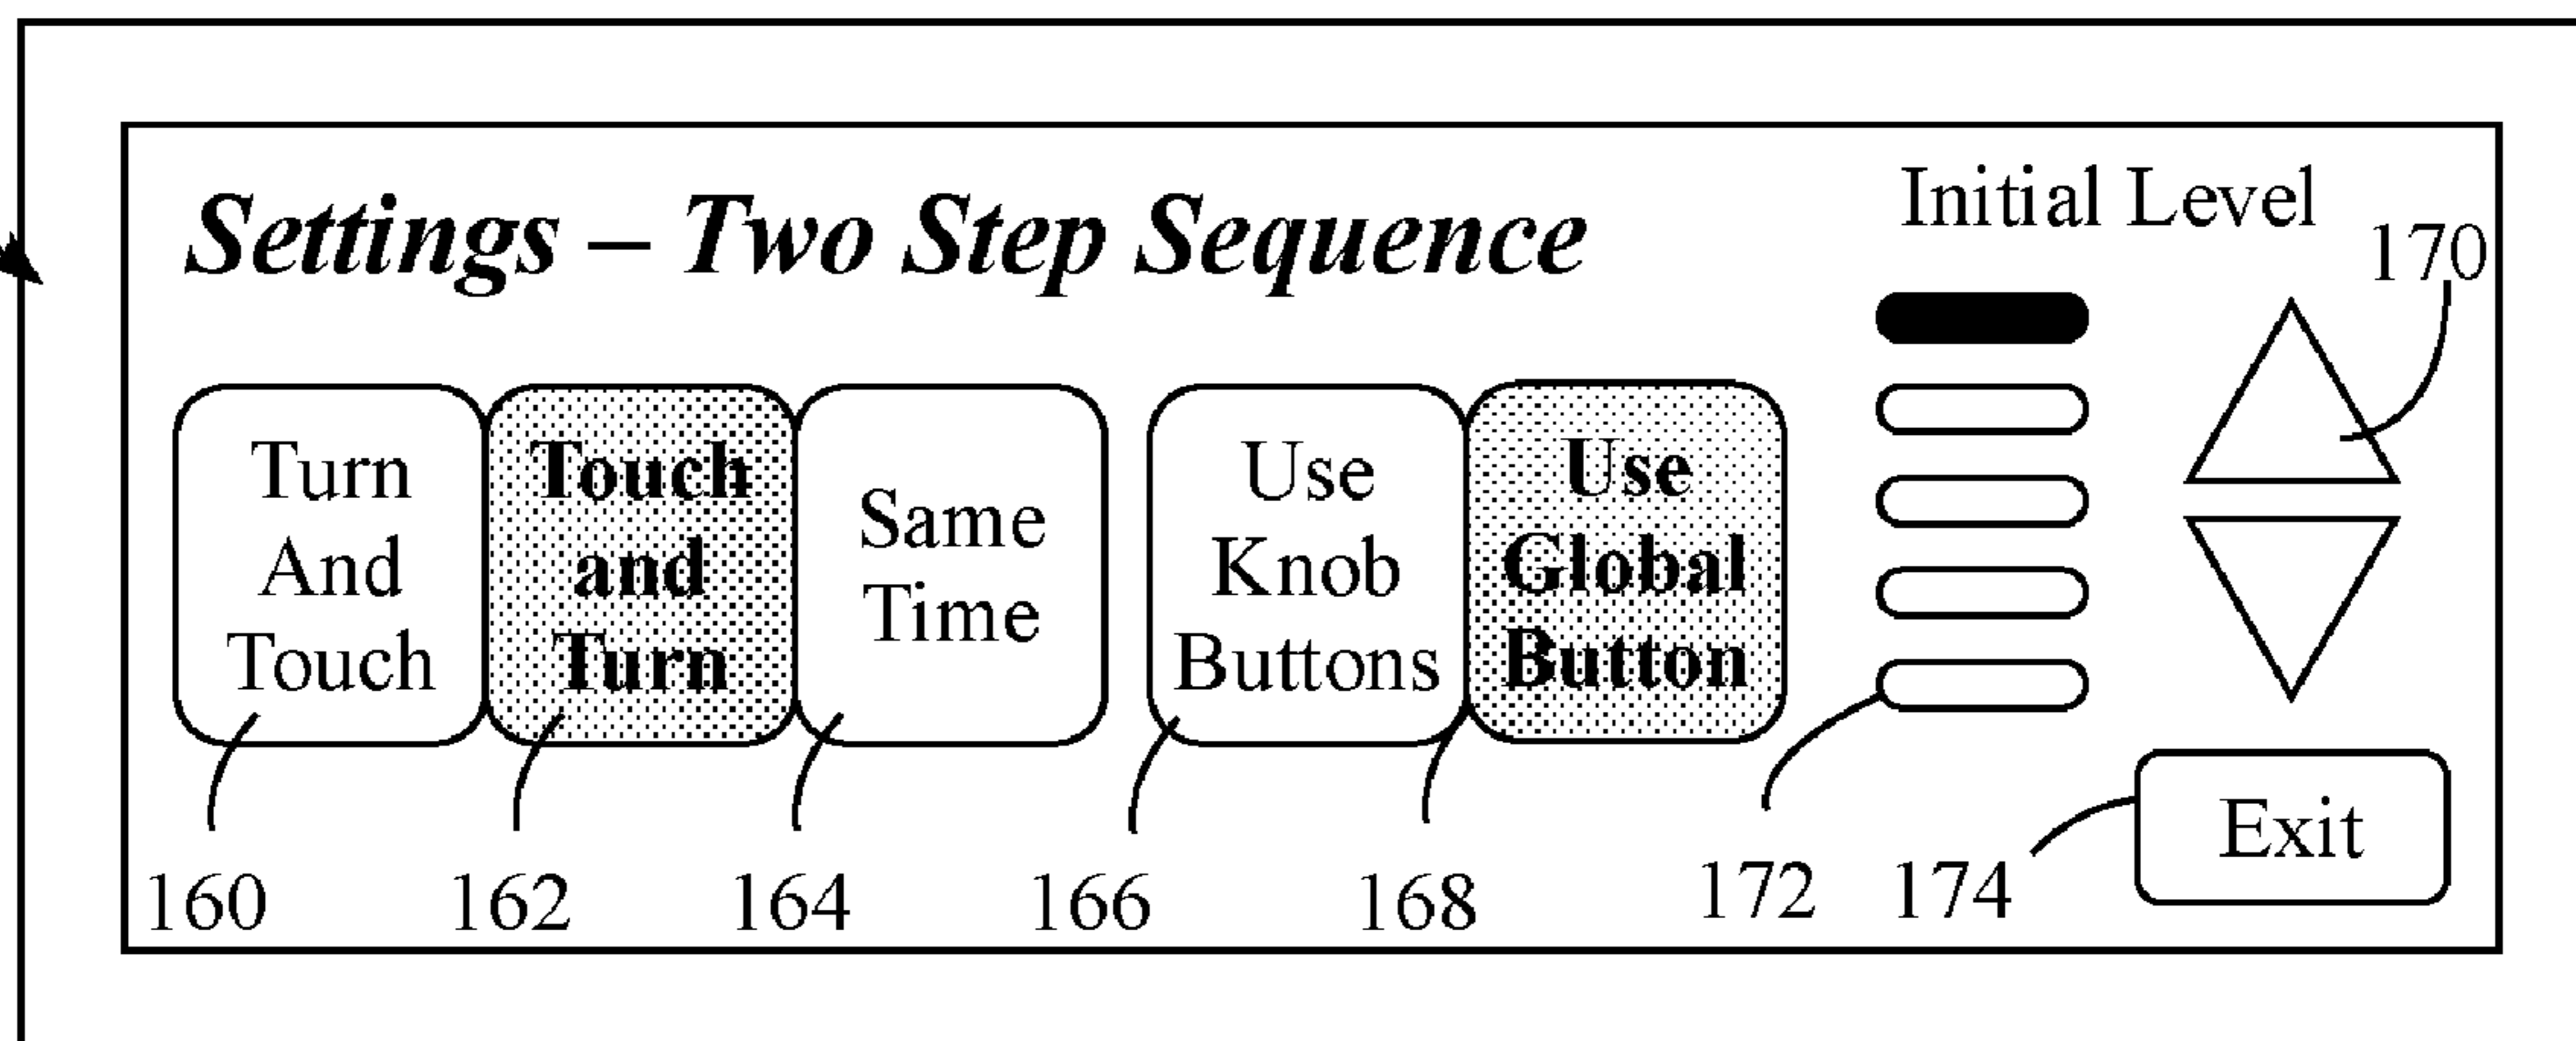 Settings – Two Step Sequence
Initial Level
170
Turn
And
Touch
Touch
and
Turn
Same
Time
Use
Knob
Buttons
Use
Global
Button
Exit
160
162
164
166
168
172
174